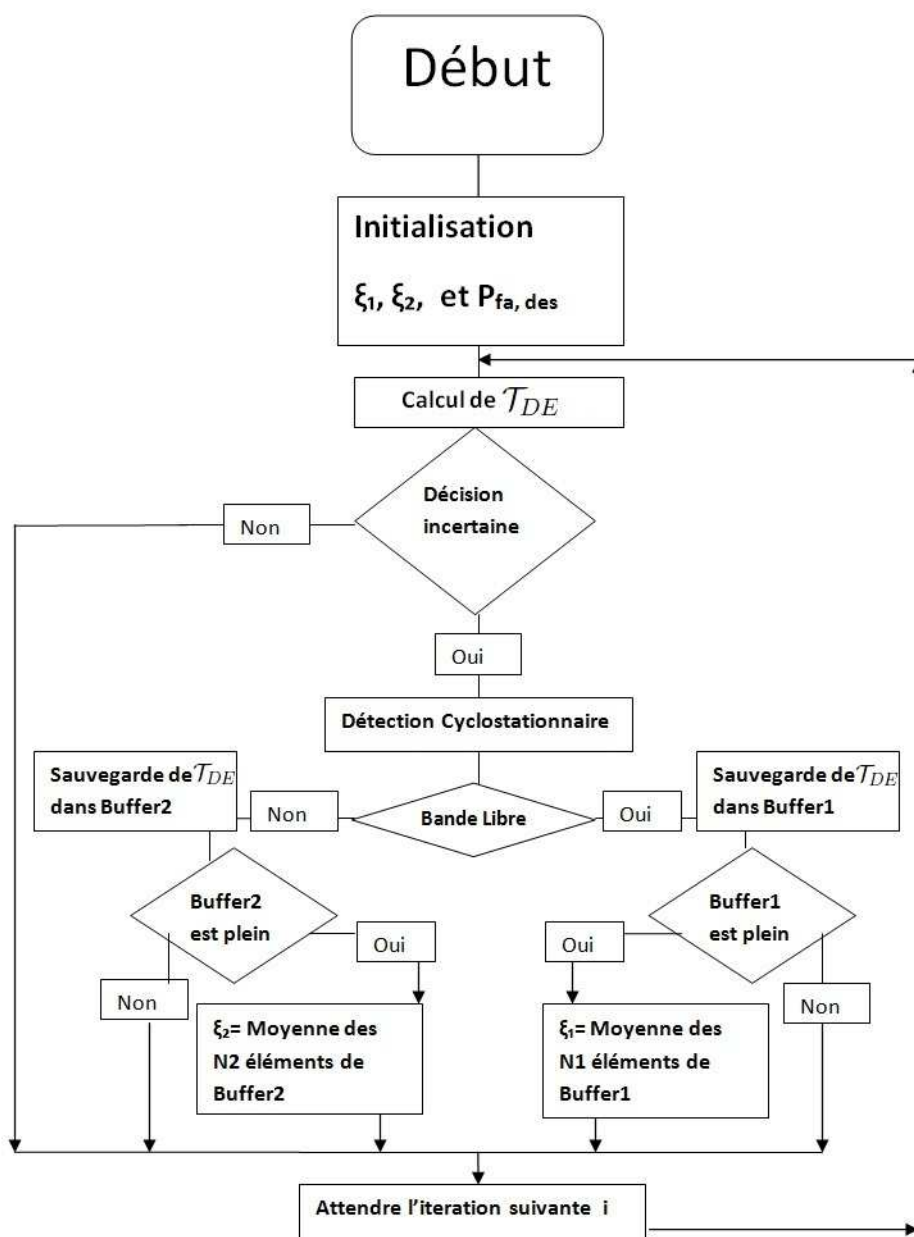 Début
Initialisation
ξ₁, ξ₂, et P_fa, des
Calcul de 𝒯_DE
Décision
incertaine
Non
Oui
Détection Cyclostationnaire
Sauvegarde de 𝒯_DE
dans Buffer2
Non
Bande Libre
Oui
Sauvegarde de 𝒯_DE
dans Buffer1
Buffer2
est plein
Oui
Non
Buffer1
est plein
Oui
Non
ξ₂= Moyenne des
N2 éléments de
Buffer2
ξ₁= Moyenne des
N1 éléments de
Buffer1
Attendre l'iteration suivante i